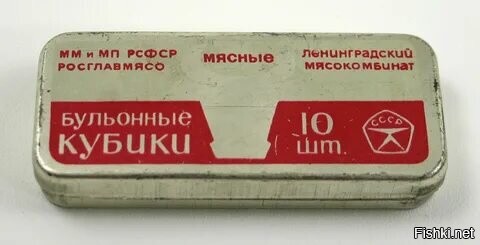 ММ и МП РСФСР
РОСГЛАВМЯСО
МЯСНЫЕ
ЛЕНИНГРАДСКИЙ
МЯСОКОМБИНАТ
БУЛЬОННЫЕ
КУБИКИ
10
шт.
СССР
Fishki.net